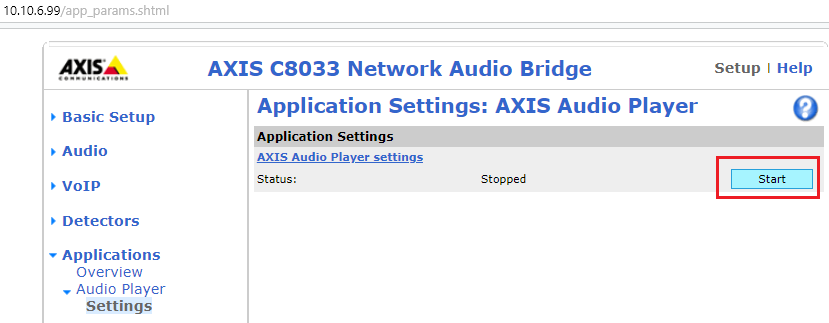 10.10.6.99/app_params.shtml
AXIS
COMMUNICATIONS
AXIS C8033 Network Audio Bridge
Setup | Help
Basic Setup
Audio
VoIP
Detectors
Applications
Overview
Audio Player
Settings
Application Settings: AXIS Audio Player
?
Application Settings
AXIS Audio Player settings
Status: Stopped Start